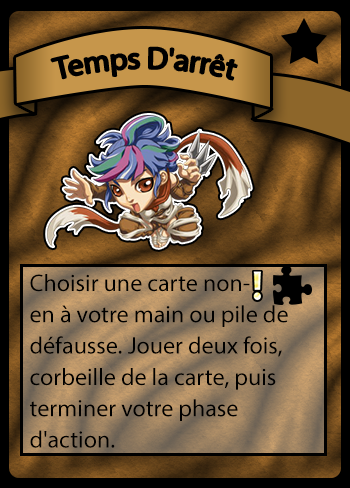 Temps D'arrêt
Choisir une carte non-!
en à votre main ou pile de
défausse. Jouer deux fois,
corbeille de la carte, puis
terminer votre phase
d'action.